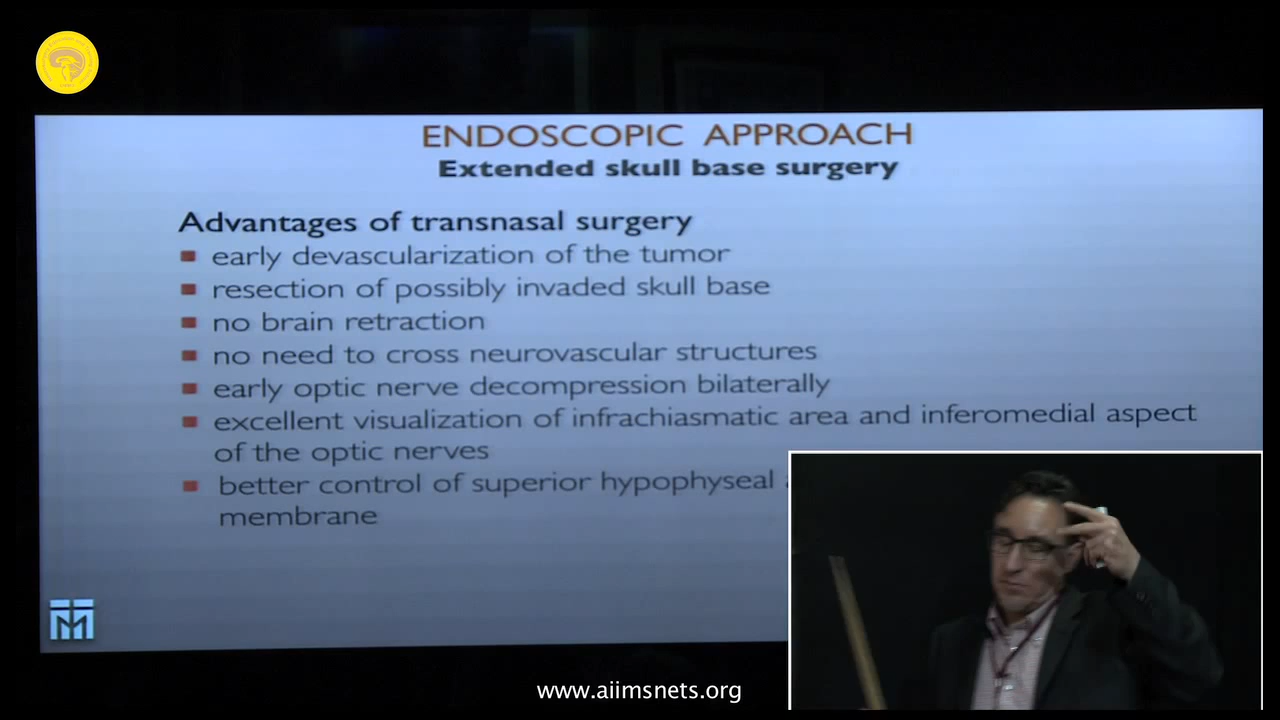 ENDOSCOPIC APPROACH
Extended skull base surgery
Advantages of transnasal surgery
early devascularization of the tumor
resection of possibly invaded skull base
no brain retraction
no need to cross neurovascular structures
early optic nerve decompression bilaterally
excellent visualization of infrachiasmatic area and inferomedial aspect
of the optic nerves
better control of superior hypophyseal
membrane
www.aiimsnets.org